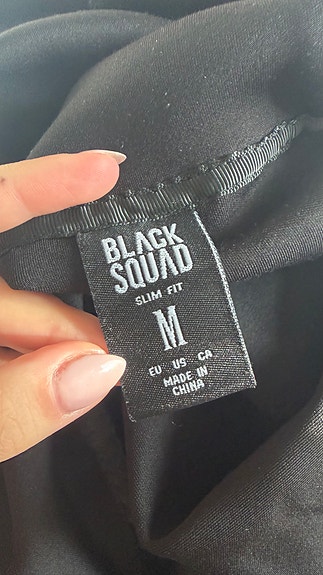 BLACK
SQUAD
SLIM FIT
M
EU US CA
MADE IN
CHINA